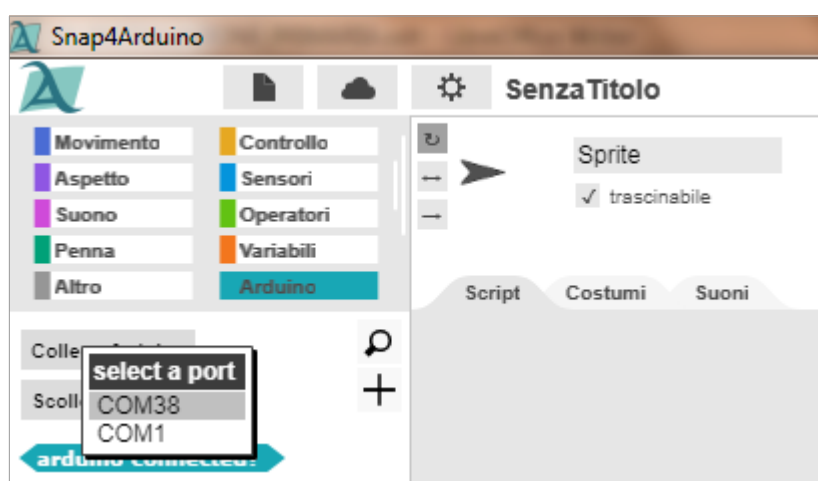 Snap4Arduino
SenzaTitolo
Movimento
Controllo
Aspetto
Sensori
Suono
Operatori
Penna
Variabili
Altro
Arduino
Sprite
trascinabile
Script
Costumi
Suoni
select a port
COM38
COM1